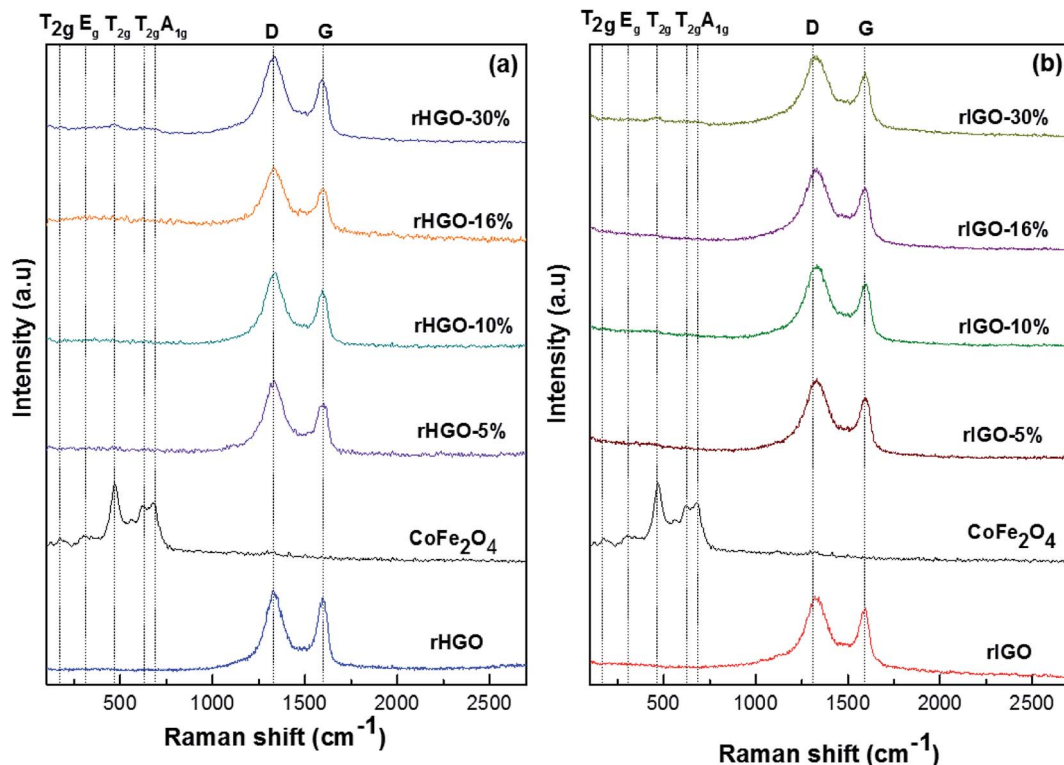 T2g Eg T2g T2g A1g D G
(a)
rHGO-30%
rHGO-16%
rHGO-10%
rHGO-5%
CoFe2O4
rHGO
Intensity (a.u)
500 1000 1500 2000 2500
Raman shift (cm-1)
T2g Eg T2g T2g A1g D G
(b)
rIGO-30%
rIGO-16%
rIGO-10%
rIGO-5%
CoFe2O4
rIGO
Intensity (a.u)
500 1000 1500 2000 2500
Raman shift (cm-1)